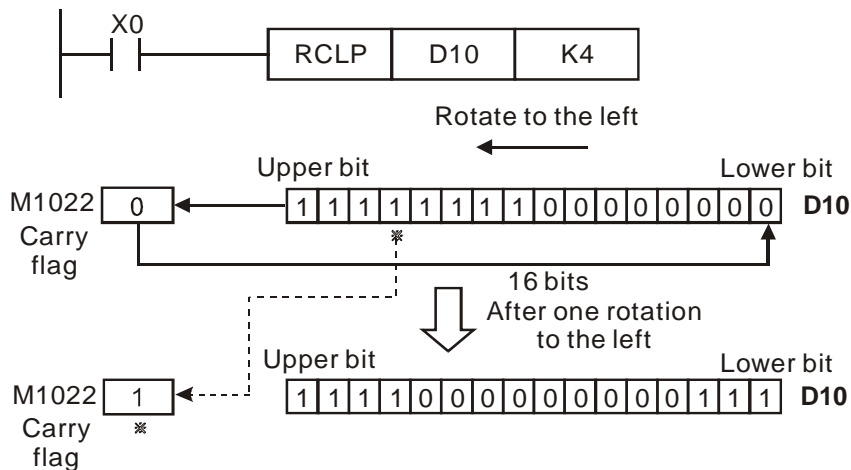 X0
RCLP D10 K4
Rotate to the left
Upper bit Lower bit
M1022 0 1 1 1 1 1 1 1 1 0 0 0 0 0 0 0 0 D10
Carry flag
※
16 bits
After one rotation
to the left
Upper bit Lower bit
M1022 1 1 1 1 1 0 0 0 0 0 0 0 0 0 1 1 1 D10
Carry ※
flag